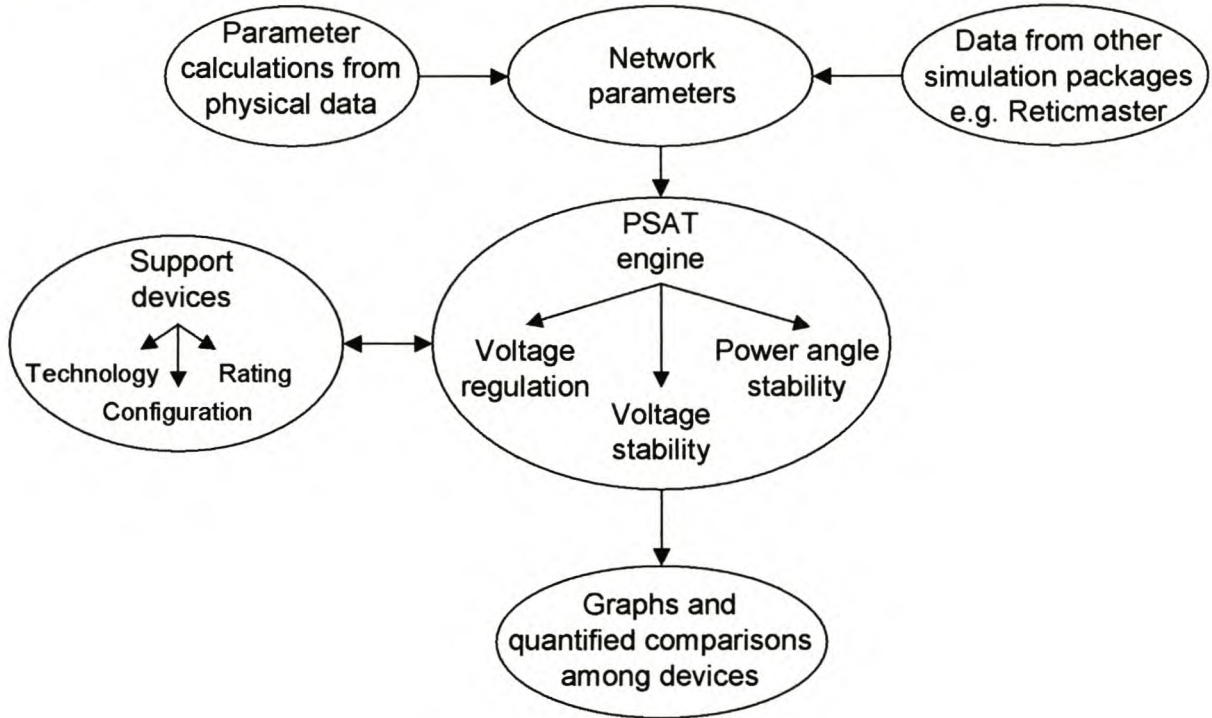 Parameter
calculations from
physical data
Network
parameters
Data from other
simulation packages
e.g. Reticmaster
PSAT
engine
Voltage
regulation
Voltage
stability
Power angle
stability
Support
devices
Technology
Configuration
Rating
Graphs and
quantified comparisons
among devices